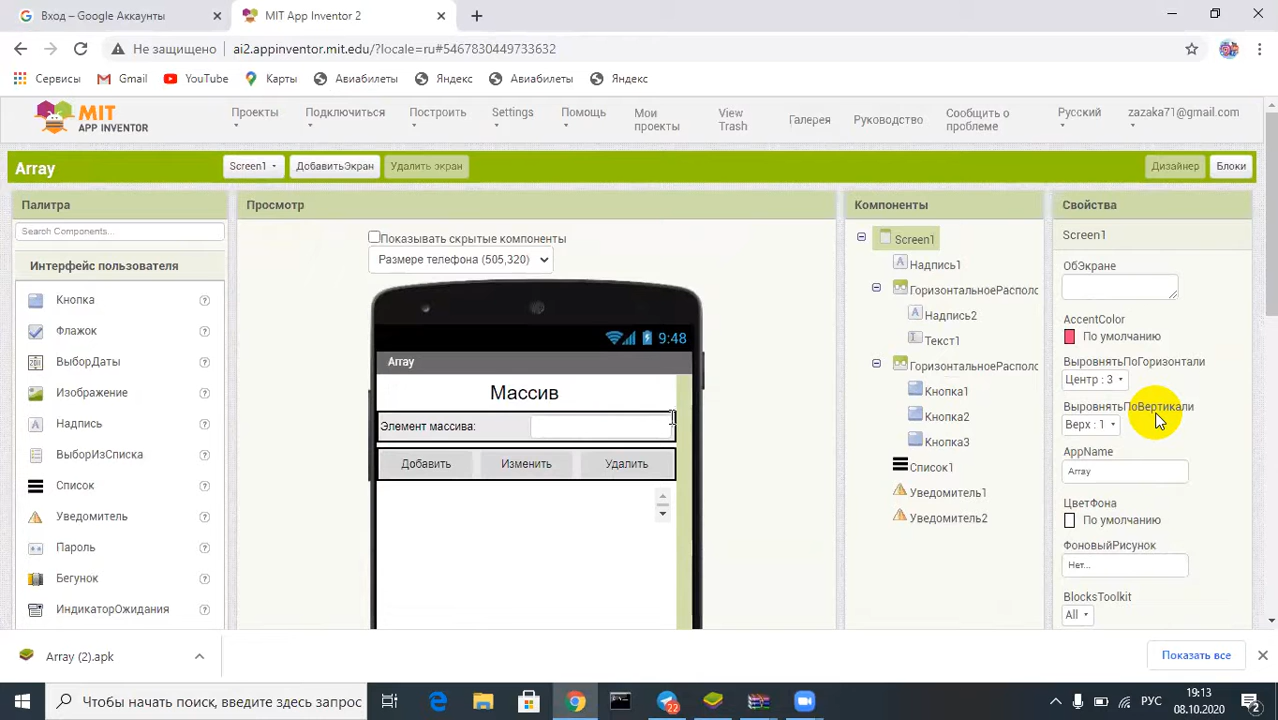 Вход – Google Аккаунты
MIT App Inventor 2
Не защищено
ai2.appinventor.mit.edu/?locale=ru#5467830449733632
Сервисы
Gmail
YouTube
Карты
Авиабилеты
Яндекс
Авиабилеты
Яндекс
MIT
APP INVENTOR
Проекты
Подключиться
Построить
Settings
Помощь
Мои
проекты
View
Trash
Галерея
Руководство
Сообщить о
проблеме
Русский
zazaka71@gmail.com
Array
Screen1
ДобавитьЭкран
Удалить экран
Дизайнер
Блоки
Палитра
Search Components...
Интерфейс пользователя
Кнопка
Флажок
ВыборДаты
Изображение
Надпись
ВыборИзСписка
Список
Уведомитель
Пароль
Бегунок
ИндикаторОжидания
Просмотр
Показывать скрытые компоненты
Размере телефона (505,320)
9:48
Array
Массив
Элемент массива:
Добавить
Изменить
Удалить
Компоненты
Screen1
Надпись1
ГоризонтальноеРасполо
Надпись2
Текст1
ГоризонтальноеРасполо
Кнопка1
Кнопка2
Кнопка3
Список1
Уведомитель1
Уведомитель2
Свойства
Screen1
ОбЭкране
AccentColor
По умолчанию
ВыровнятьПоГоризонтали
Центр : 3
ВыровнятьПоВертикали
Верх : 1
AppName
Array
ЦветФона
По умолчанию
ФоновыйРисунок
Нет...
BlocksToolkit
All
Array (2).apk
Показать все
Чтобы начать поиск, введите здесь запрос
22
РУС
19:13
08.10.2020
2